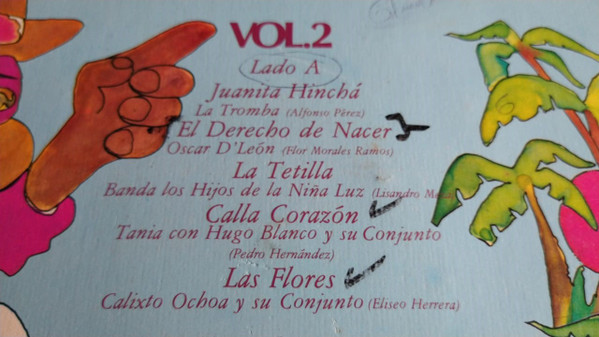 VOL.2
Lado A
Juanita Hinchá
La Tromba (Alfonso Pérez)
El Derecho de Nacer
Oscar D'León (Flor Morales Ramos)
La Tetilla
Banda los Hijos de la Niña Luz (Lisandro
Calla Corazón
Tania con Hugo Blanco y su Conjunto
(Pedro Hernández)
Las Flores
Calixto Ochoa y su Conjunto (Eliseo Herrera)